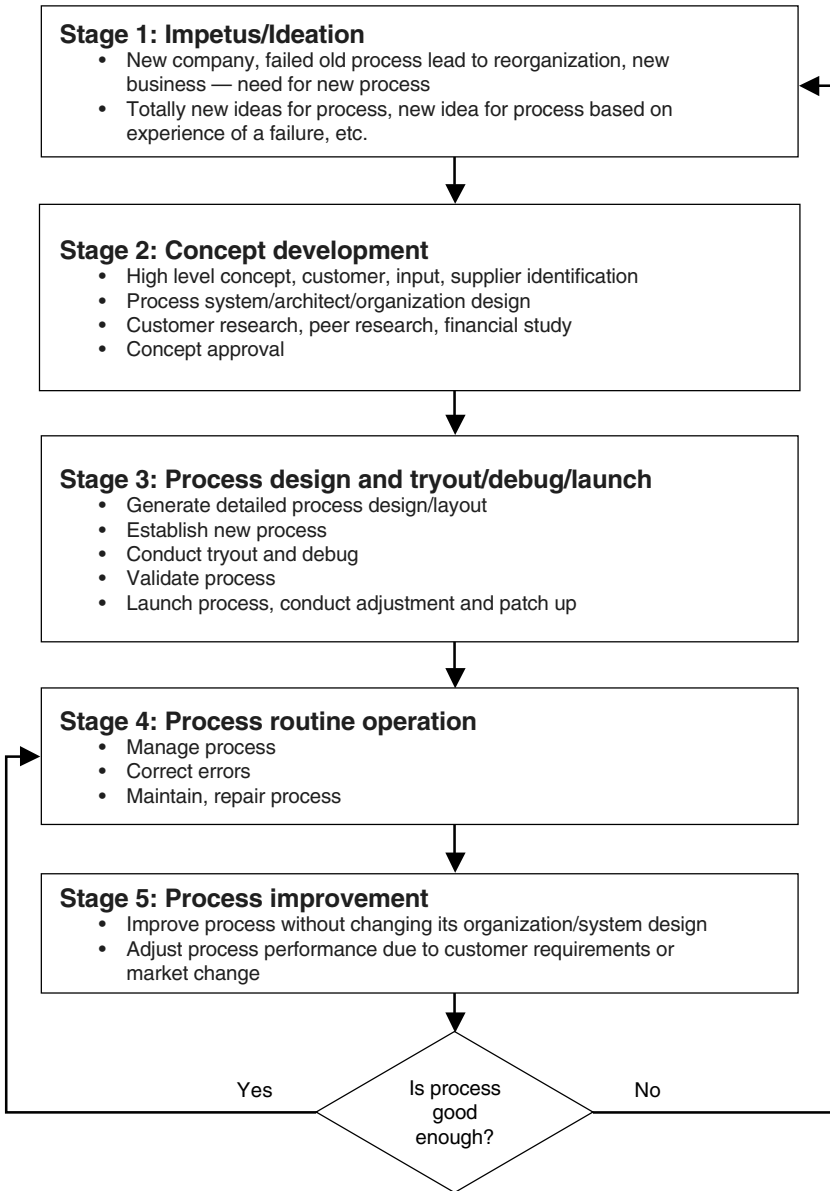 Stage 1: Impetus/Ideation
• New company, failed old process lead to reorganization, new
business — need for new process
• Totally new ideas for process, new idea for process based on
experience of a failure, etc.
Stage 2: Concept development
• High level concept, customer, input, supplier identification
• Process system/architect/organization design
• Customer research, peer research, financial study
• Concept approval
Stage 3: Process design and tryout/debug/launch
• Generate detailed process design/layout
• Establish new process
• Conduct tryout and debug
• Validate process
• Launch process, conduct adjustment and patch up
Stage 4: Process routine operation
• Manage process
• Correct errors
• Maintain, repair process
Stage 5: Process improvement
• Improve process without changing its organization/system design
• Adjust process performance due to customer requirements or
market change
Yes
Is process
good
enough?
No